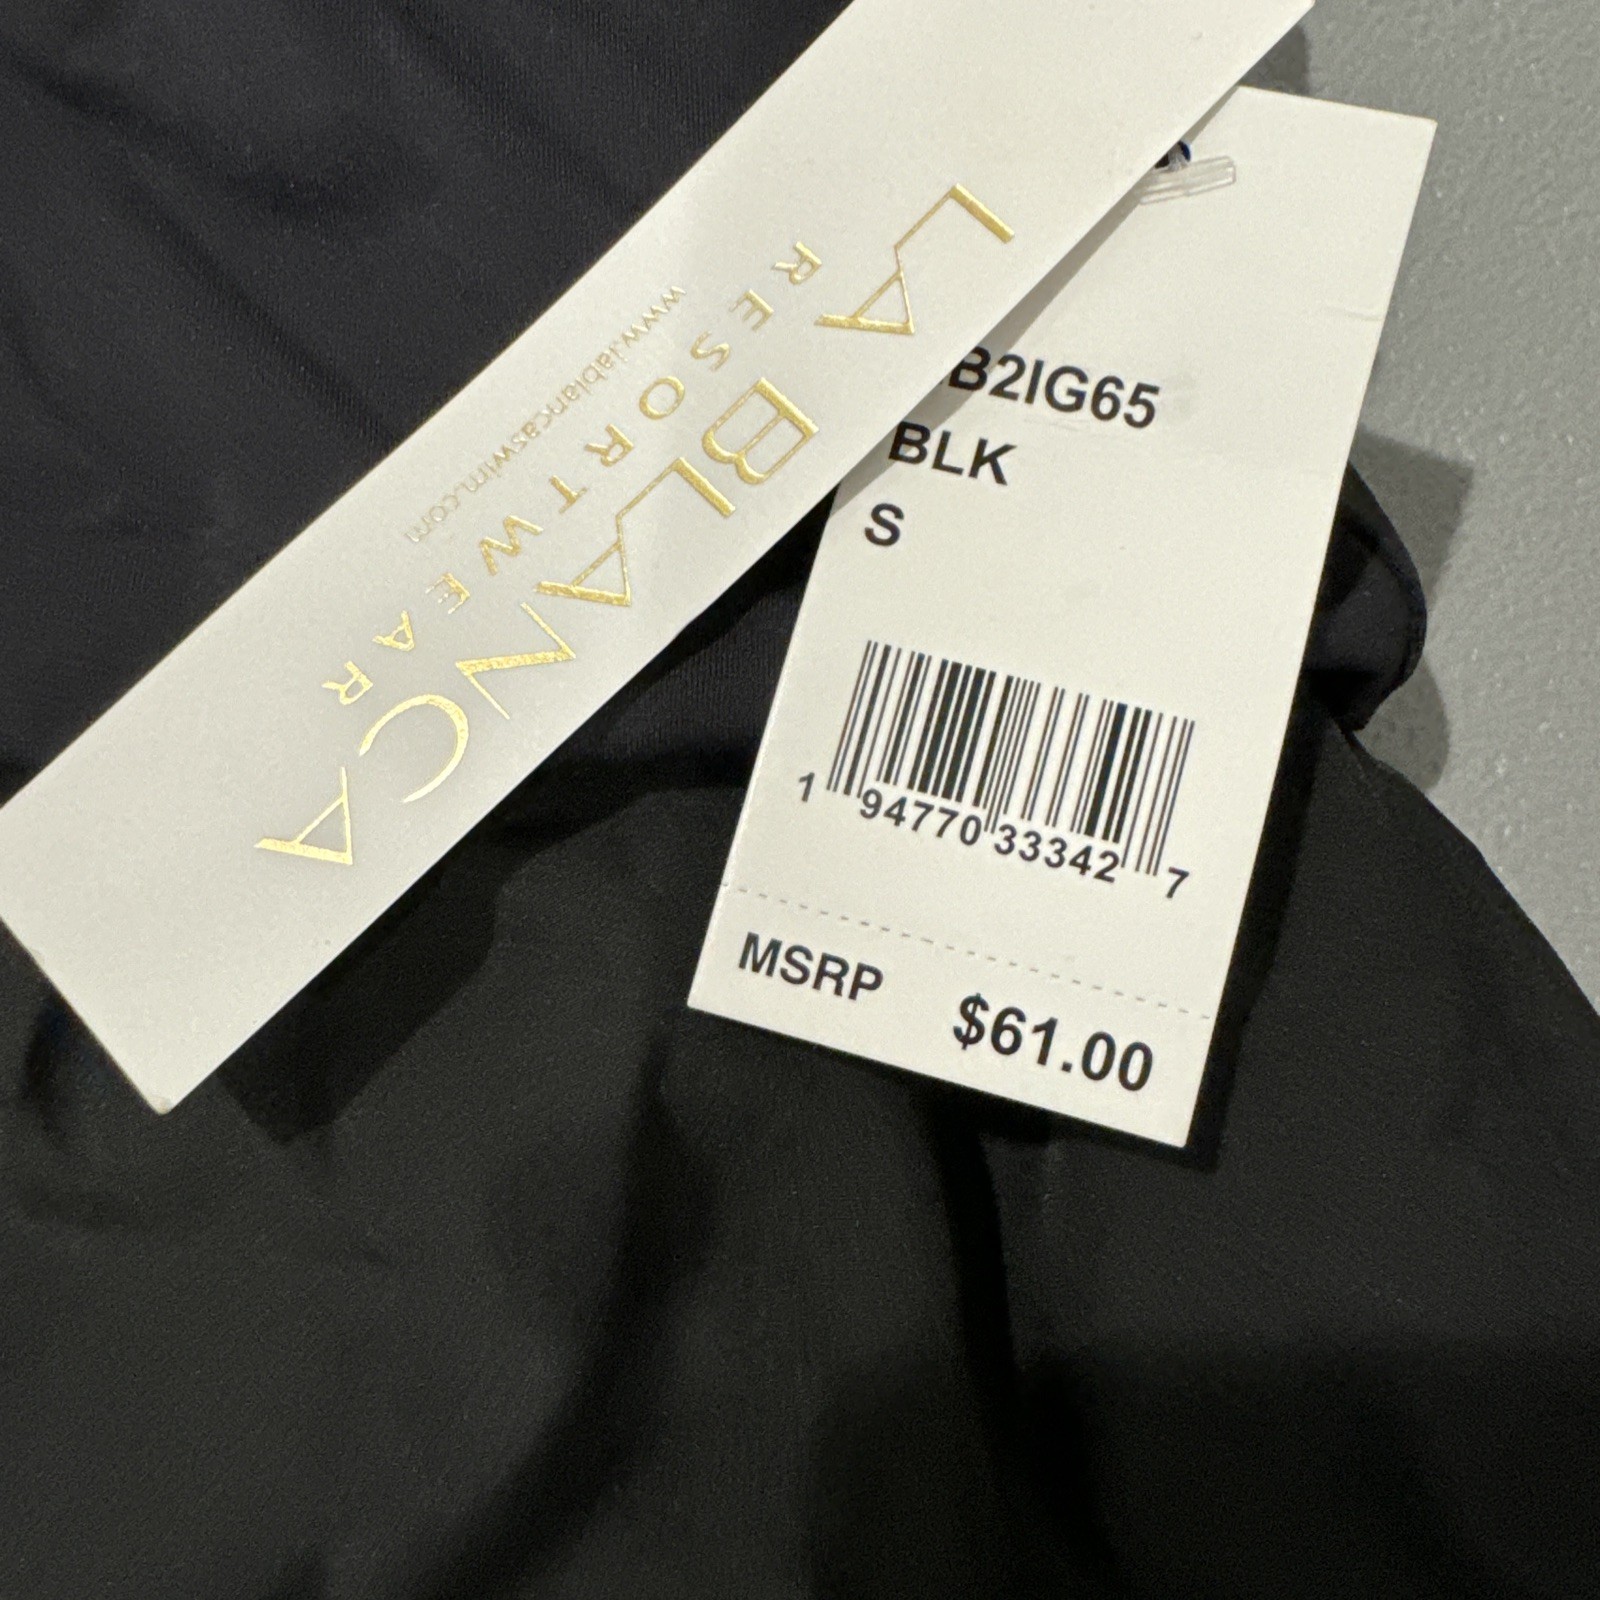 LA BLANCA
RESORTWEAR
www.lablancaswim.com
B2IG65
BLK
S
1 94770 33342 7
MSRP $61.00